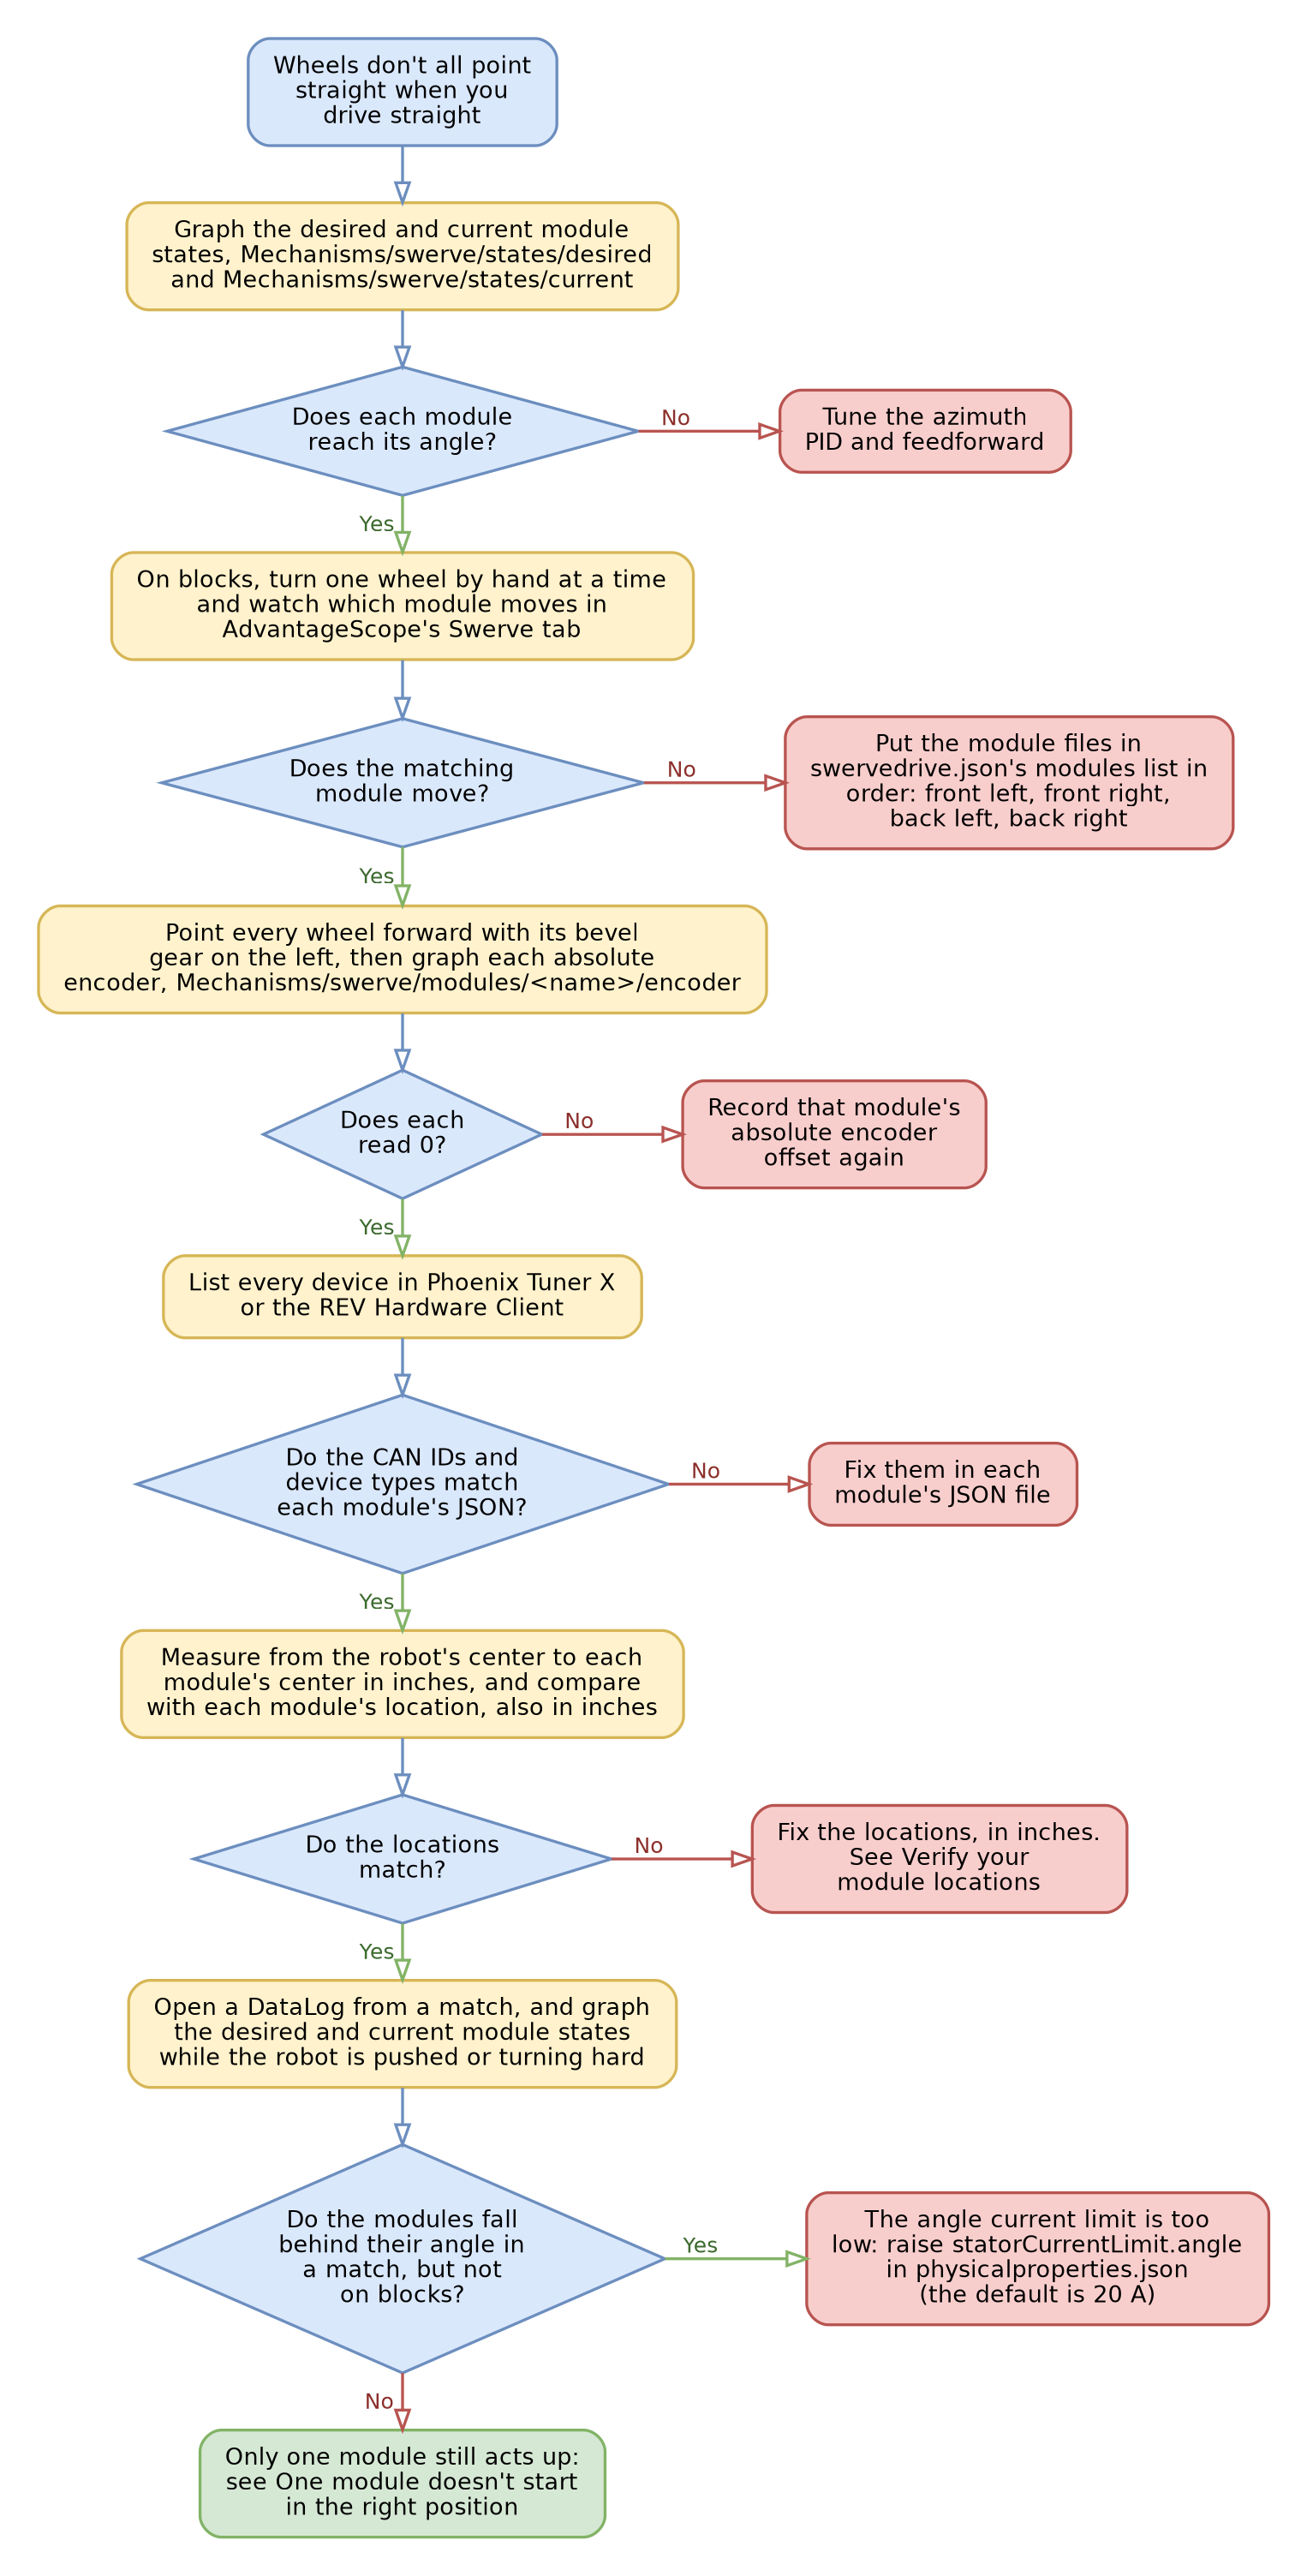 Wheels don't all point
straight when you
drive straight
Graph the desired and current module
states, Mechanisms/swerve/states/desired
and Mechanisms/swerve/states/current
Does each module
reach its angle?
No
Tune the azimuth
PID and feedforward
Yes
On blocks, turn one wheel by hand at a time
and watch which module moves in
AdvantageScope's Swerve tab
Does the matching
module move?
No
Put the module files in
swervedrive.json's modules list in
order: front left, front right,
back left, back right
Yes
Point every wheel forward with its bevel
gear on the left, then graph each absolute
encoder, Mechanisms/swerve/modules/<name>/encoder
Does each
read 0?
No
Record that module's
absolute encoder
offset again
Yes
List every device in Phoenix Tuner X
or the REV Hardware Client
Do the CAN IDs and
device types match
each module's JSON?
No
Fix them in each
module's JSON file
Yes
Measure from the robot's center to each
module's center in inches, and compare
with each module's location, also in inches
Do the locations
match?
No
Fix the locations, in inches.
See Verify your
module locations
Yes
Open a DataLog from a match, and graph
the desired and current module states
while the robot is pushed or turning hard
Do the modules fall
behind their angle in
a match, but not
on blocks?
Yes
The angle current limit is too
low: raise statorCurrentLimit.angle
in physicalproperties.json
(the default is 20 A)
No
Only one module still acts up:
see One module doesn't start
in the right position